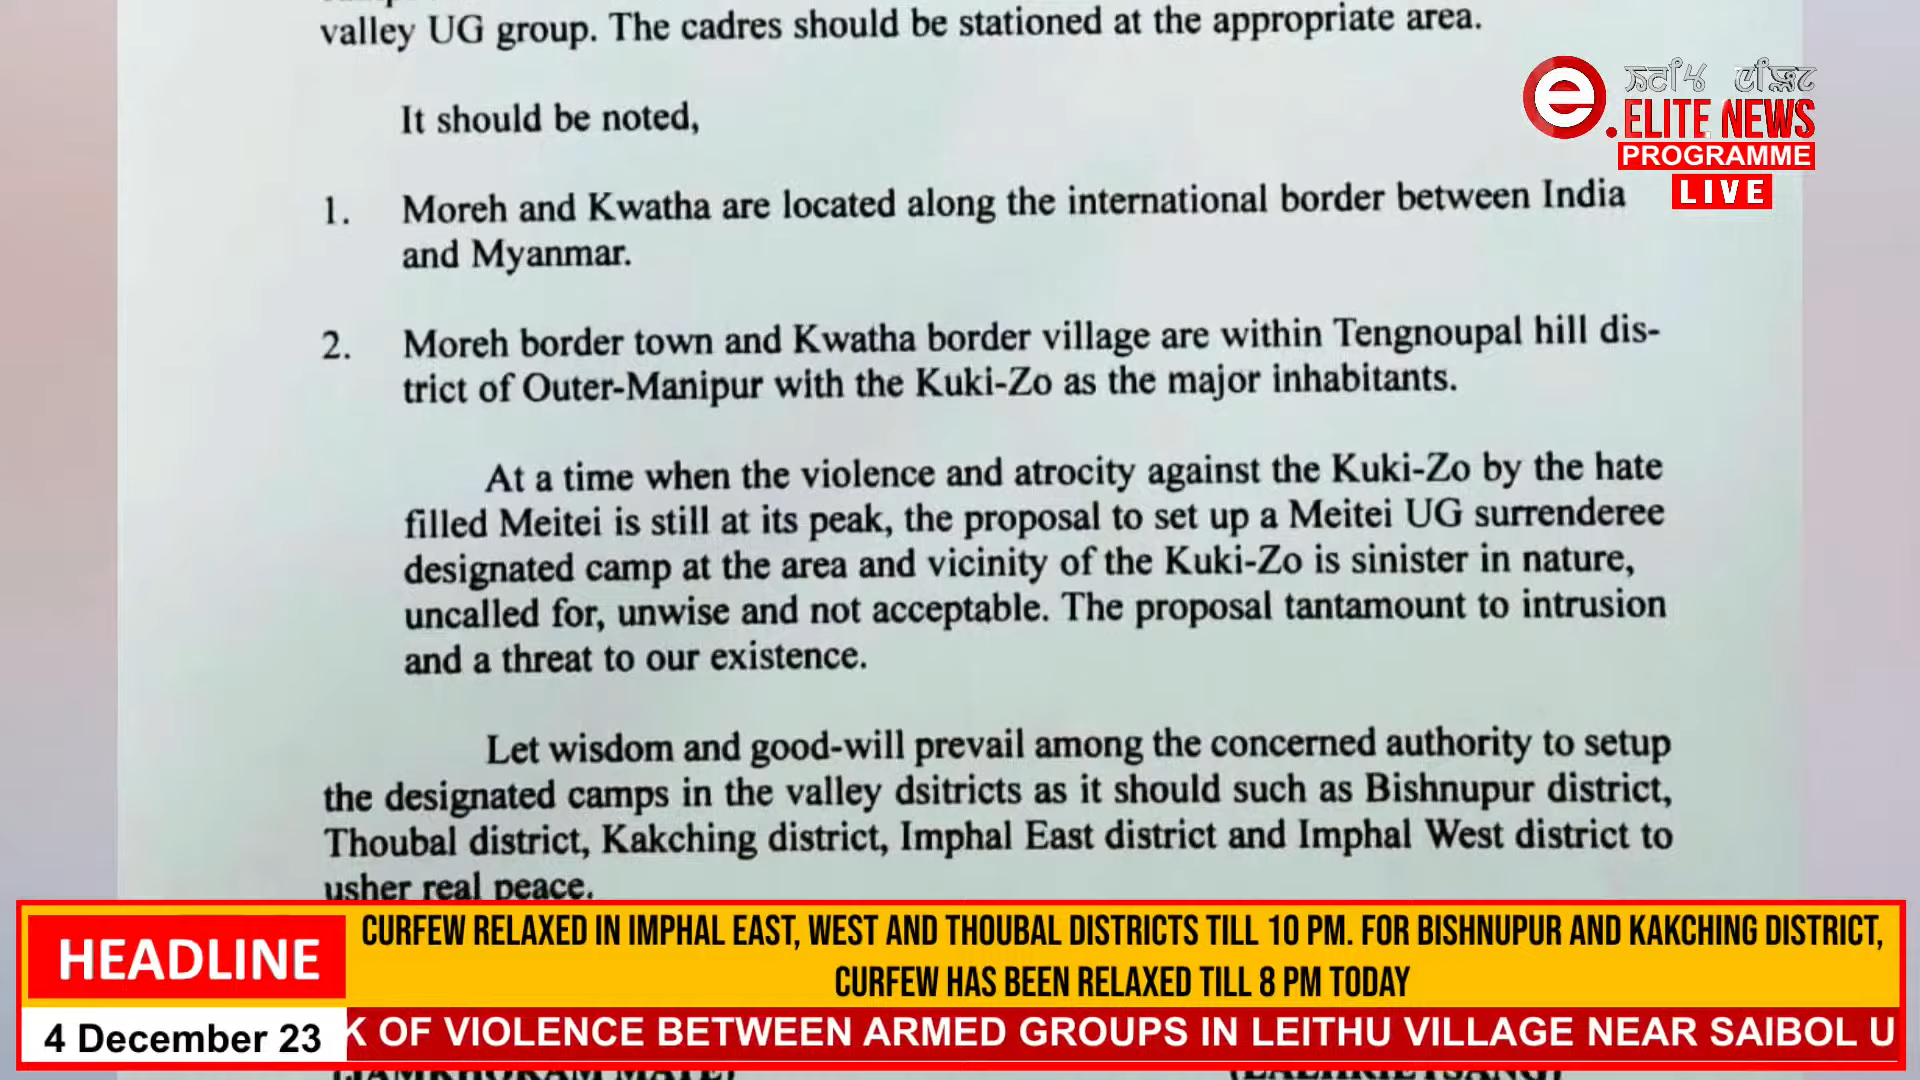 valley UG group. The cadres should be stationed at the appropriate area.
It should be noted,
1. Moreh and Kwatha are located along the international border between India
and Myanmar.
2. Moreh border town and Kwatha border village are within Tengnoupal hill dis-
trict of Outer-Manipur with the Kuki-Zo as the major inhabitants.
At a time when the violence and atrocity against the Kuki-Zo by the hate
filled Meitei is still at its peak, the proposal to set up a Meitei UG surrenderee
designated camp at the area and vicinity of the Kuki-Zo is sinister in nature,
uncalled for, unwise and not acceptable. The proposal tantamount to intrusion
and a threat to our existence.
Let wisdom and good-will prevail among the concerned authority to setup
the designated camps in the valley dsitricts as it should such as Bishnupur district,
Thoubal district, Kakching district, Imphal East district and Imphal West district to
usher real peace.
e.
ELITE NEWS
PROGRAMME
LIVE
HEADLINE
CURFEW RELAXED IN IMPHAL EAST, WEST AND THOUBAL DISTRICTS TILL 10 PM. FOR BISHNUPUR AND KAKCHING DISTRICT,
CURFEW HAS BEEN RELAXED TILL 8 PM TODAY
4 December 23
K OF VIOLENCE BETWEEN ARMED GROUPS IN LEITHU VILLAGE NEAR SAIBOL U